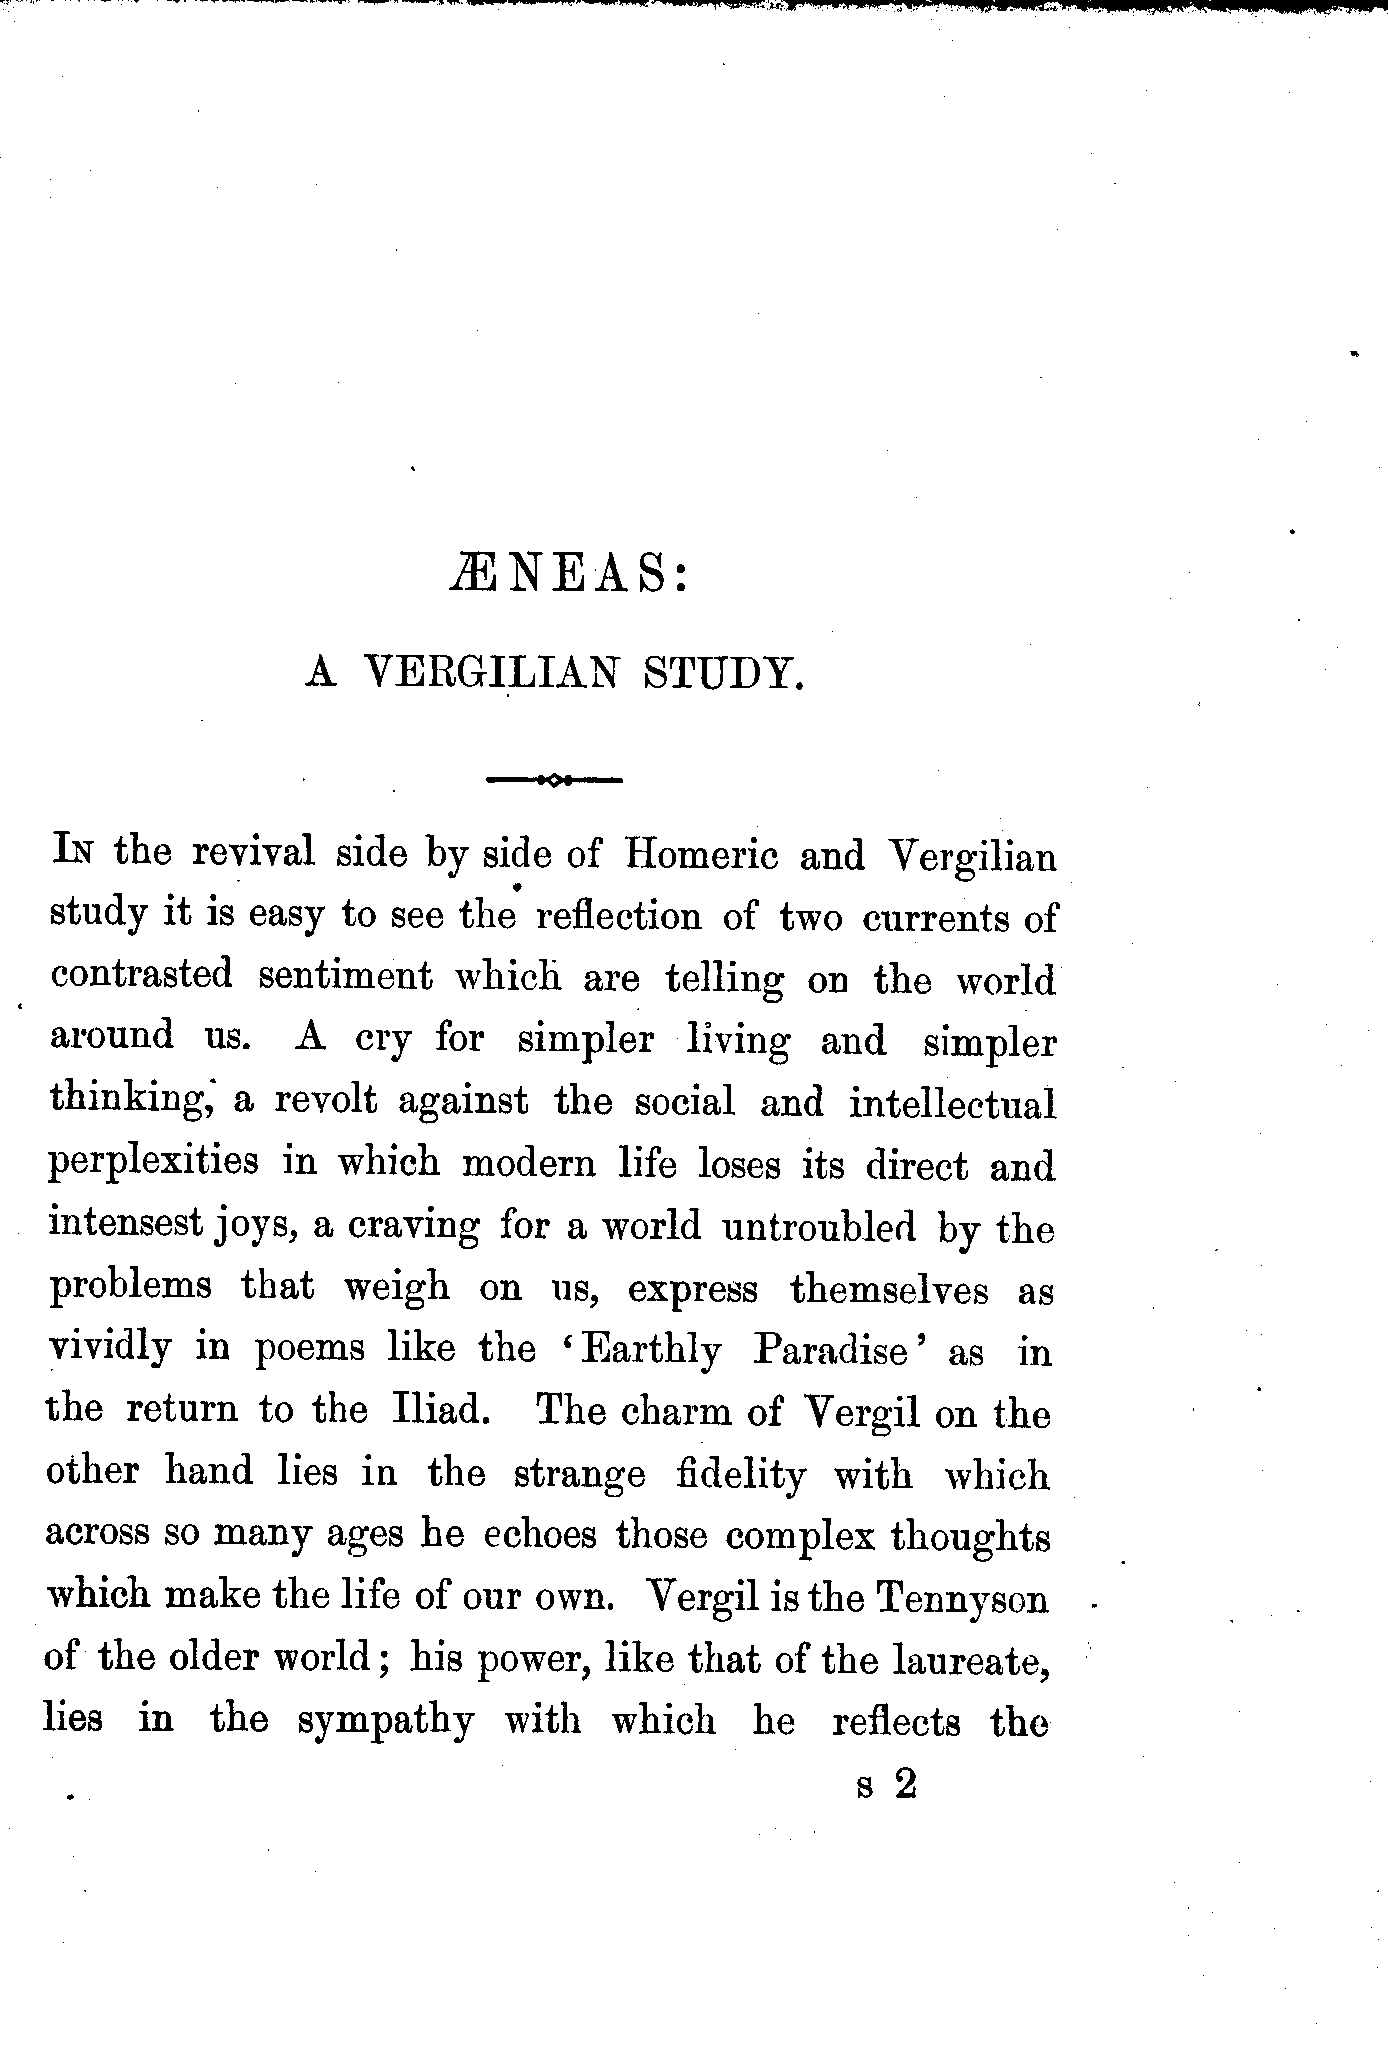 ÆNEAS:
A VERGILIAN STUDY.
IN the revival side by side of Homeric and Vergilian
study it is easy to see the reflection of two currents of
contrasted sentiment which are telling on the world
around us. A cry for simpler living and simpler
thinking, a revolt against the social and intellectual
perplexities in which modern life loses its direct and
intensest joys, a craving for a world untroubled by the
problems that weigh on us, express themselves as
vividly in poems like the ‘Earthly Paradise’ as in
the return to the Iliad. The charm of Vergil on the
other hand lies in the strange fidelity with which
across so many ages he echoes those complex thoughts
which make the life of our own. Vergil is the Tennyson
of the older world; his power, like that of the laureate,
lies in the sympathy with which he reflects the
s 2